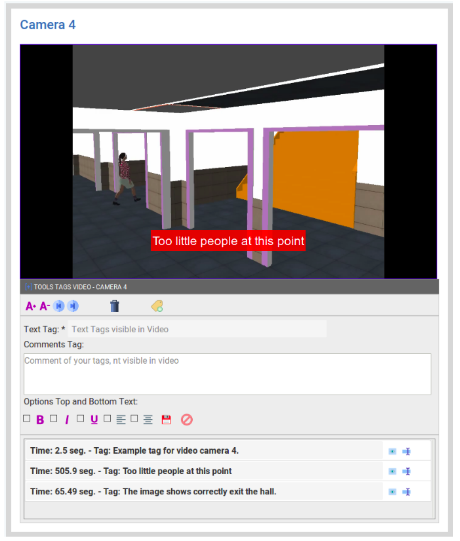 Camera 4
Too little people at this point
TOOLS TAGS VIDEO - CAMERA 4
A+ A-
Text Tag: * Text Tags visible in Video
Comments Tag:
Comment of your tags, nt visible in video
Options Top and Bottom Text:
B I U
Time: 2.5 seg. - Tag: Example tag for video camera 4.
Time: 505.9 seg. - Tag: Too little people at this point
Time: 65.49 seg. - Tag: The image shows correctly exit the hall.